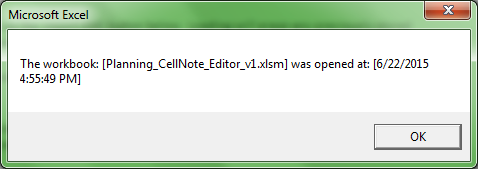 Microsoft Excel
The workbook: [Planning_CellNote_Editor_v1.xlsm] was opened at: [6/22/2015
4:55:49 PM]
OK